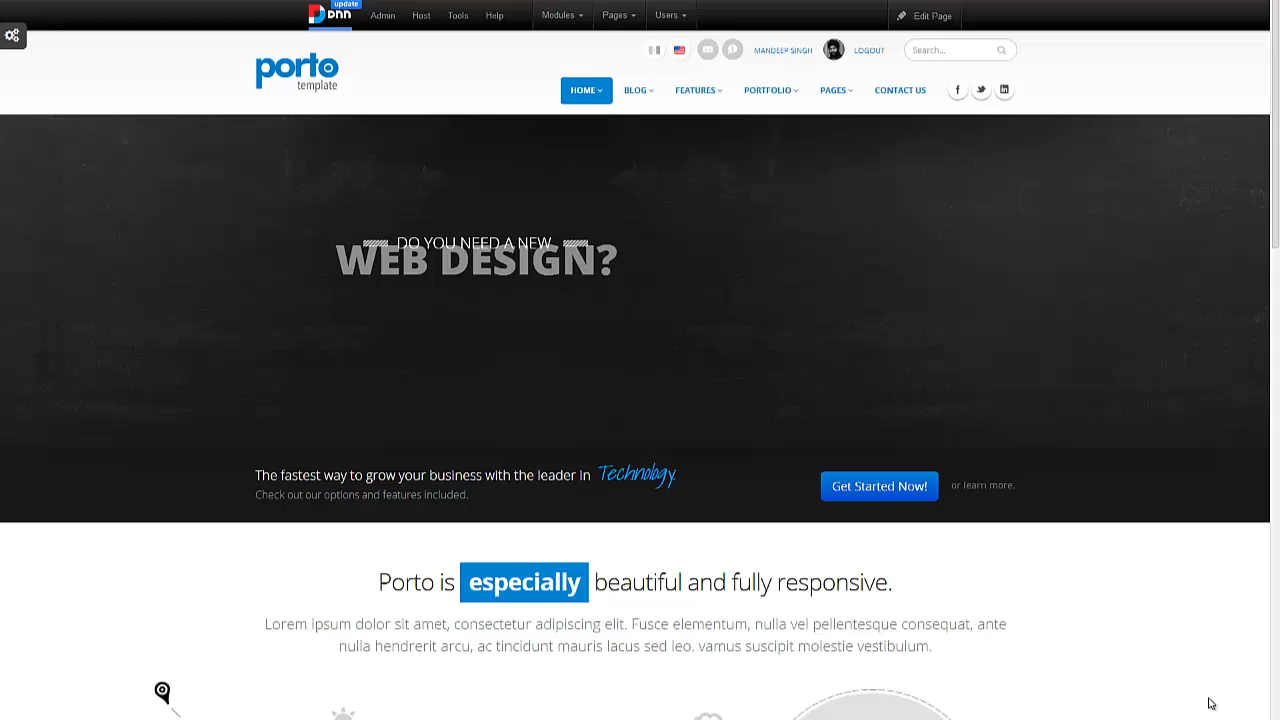 update
DNN Admin Host Tools Help Modules Pages Users Edit Page
MANDEEP SINGH LOGOUT Search...
porto
template
HOME BLOG FEATURES PORTFOLIO PAGES CONTACT US
DO YOU NEED A NEW
WEB DESIGN?
The fastest way to grow your business with the leader in Technology.
Check out our options and features included.
Get Started Now! or learn more.
Porto is especially beautiful and fully responsive.
Lorem ipsum dolor sit amet, consectetur adipiscing elit. Fusce elementum, nulla vel pellentesque consequat, ante
nulla hendrerit arcu, ac tincidunt mauris lacus sed leo. vamus suscipit molestie vestibulum.